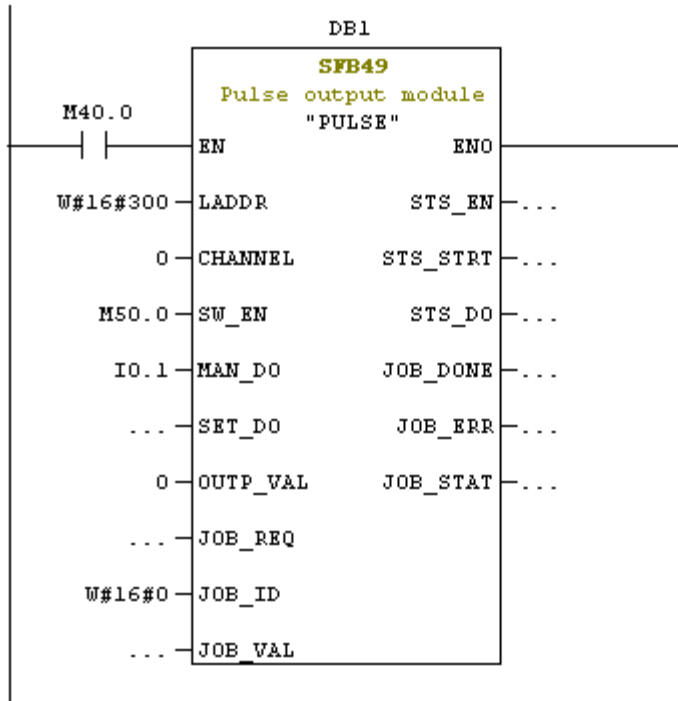 DB1
SFB49
Pulse output module
M40.0
"PULSE"
EN ENO
W#16#300 LADDR STS_EN ...
0 CHANNEL STS_STRT ...
M50.0 SW_EN STS_DO ...
I0.1 MAN_DO JOB_DONE ...
... SET_DO JOB_ERR ...
0 OUTP_VAL JOB_STAT ...
... JOB_REQ
W#16#0 JOB_ID
... JOB_VAL